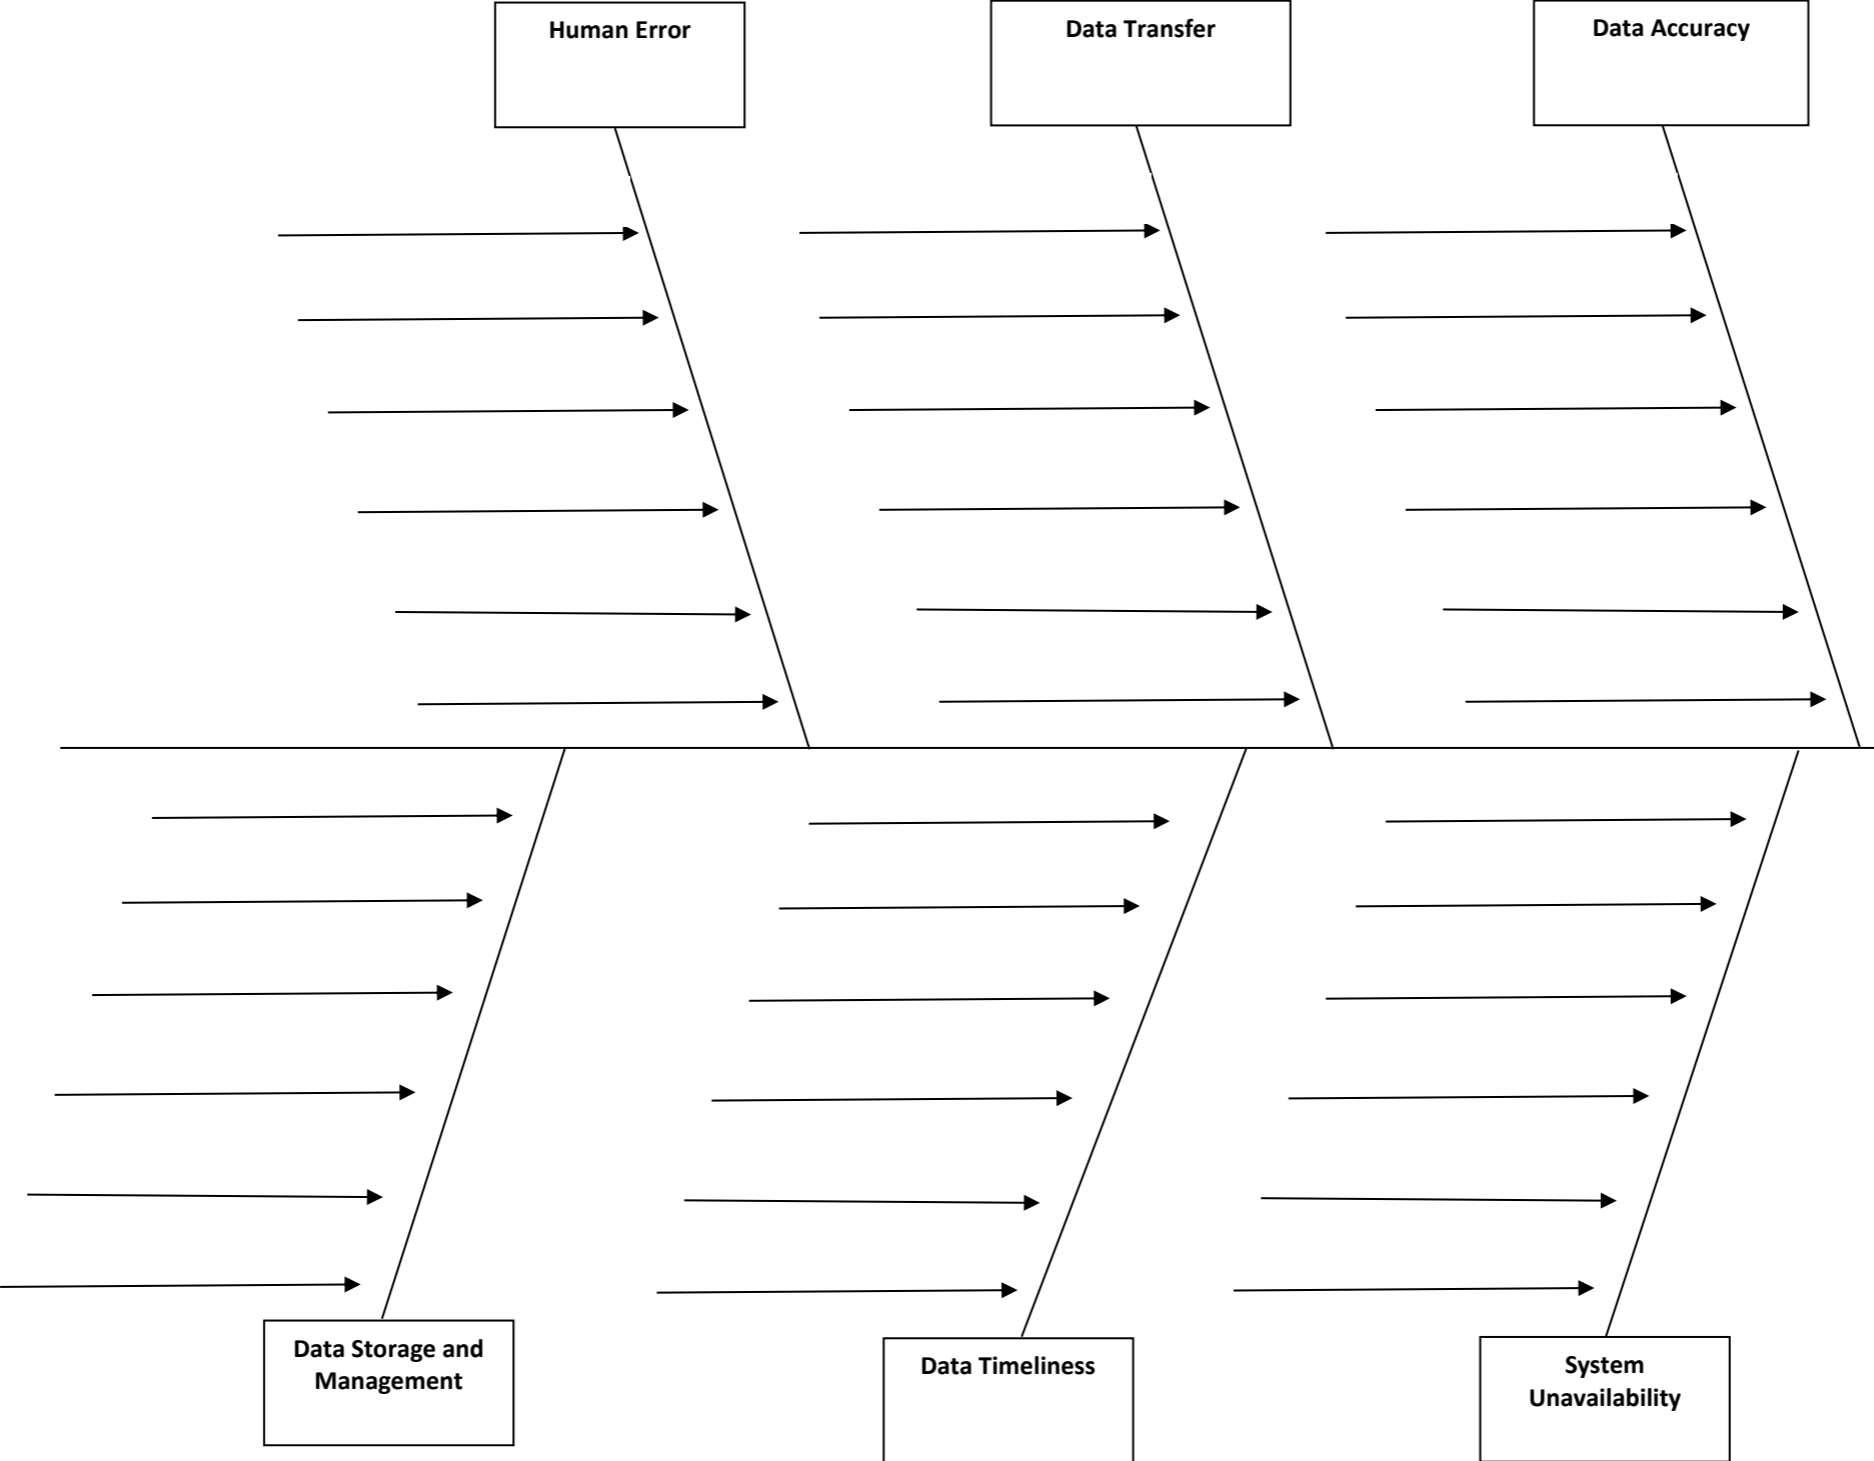 Human Error
Data Transfer
Data Accuracy
Data Storage and
Management
Data Timeliness
System
Unavailability